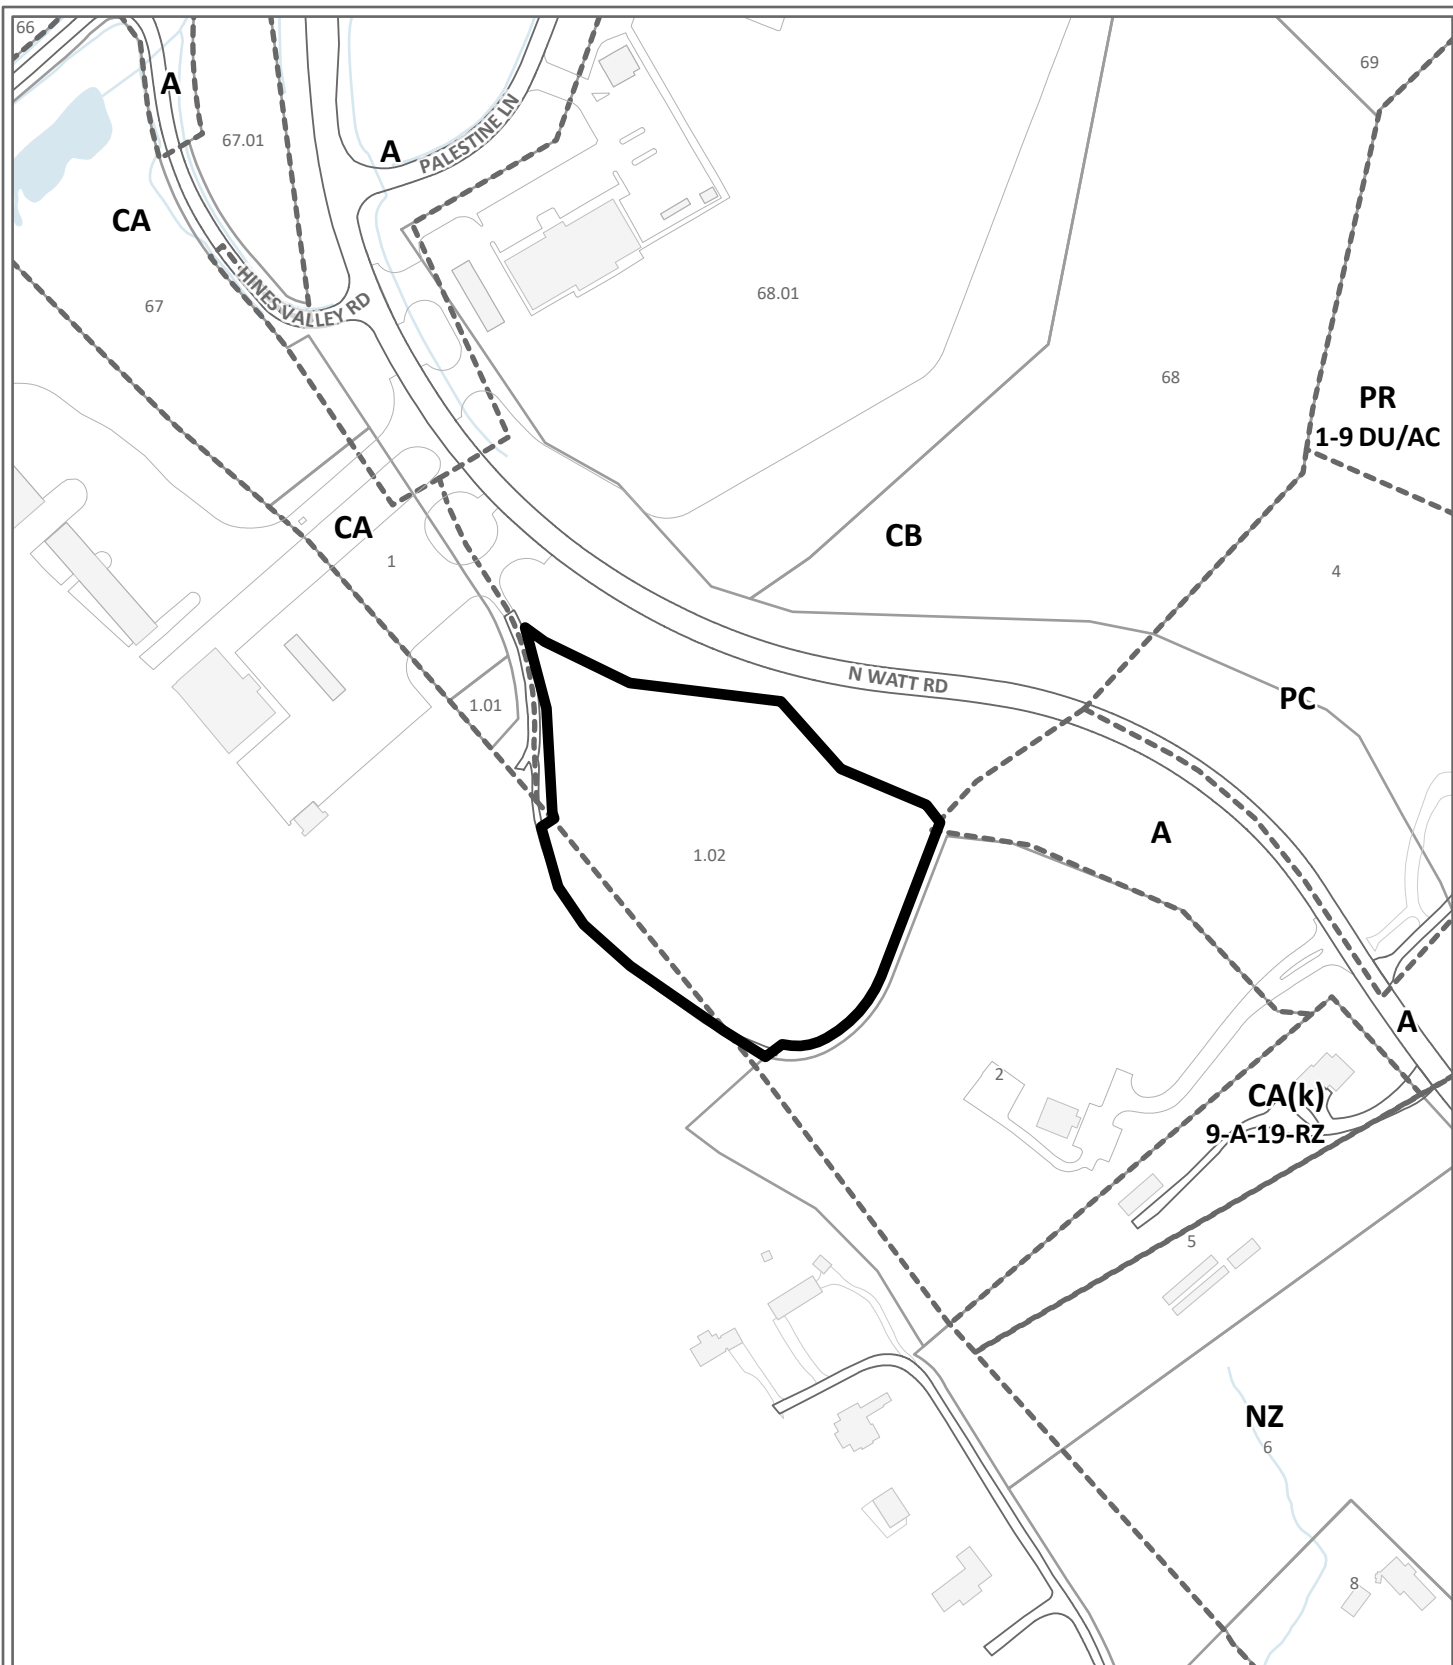 66
69
A
67.01
A
PALESTINE LN
CA
HINES VALLEY RD
67
68.01
68
PR
1-9 DU/AC
CA
CB
1
4
N WATT RD
PC
1.01
A
1.02
A
2
CA(k)
9-A-19-RZ
5
NZ
6
8